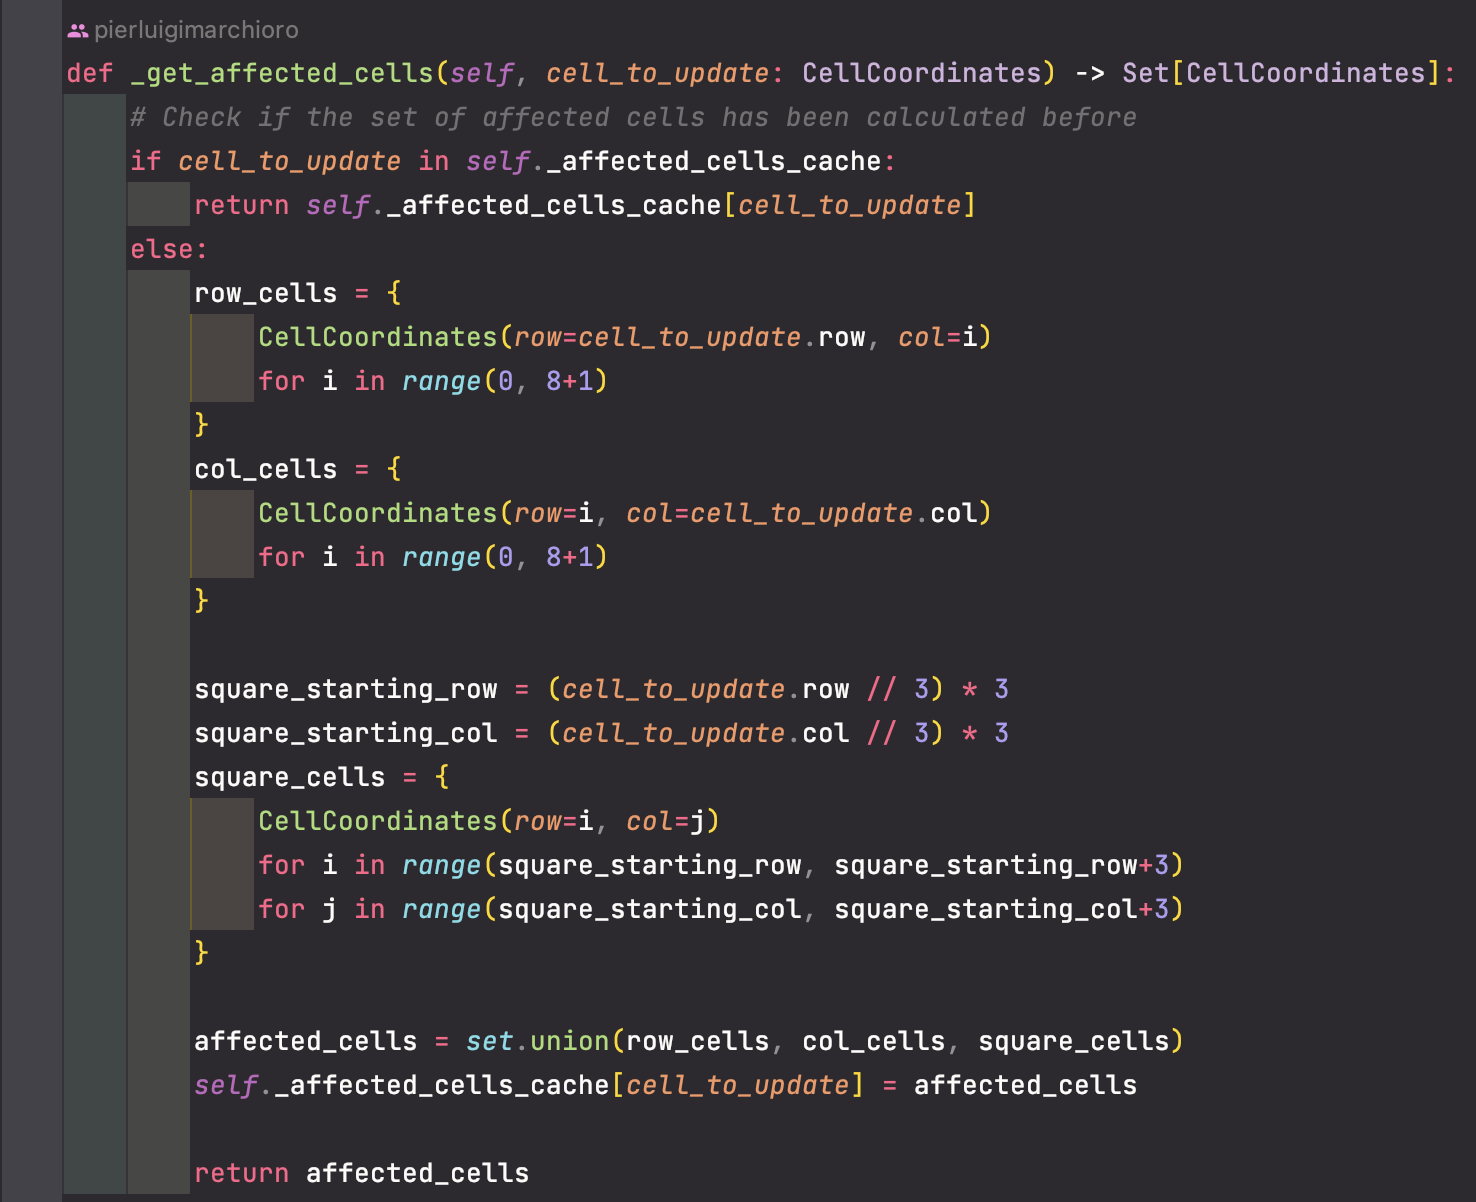 pierluigimarchioro
def _get_affected_cells(self, cell_to_update: CellCoordinates) -> Set[CellCoordinates]:
# Check if the set of affected cells has been calculated before
if cell_to_update in self._affected_cells_cache:
return self._affected_cells_cache[cell_to_update]
else:
row_cells = {
CellCoordinates(row=cell_to_update.row, col=i)
for i in range(0, 8+1)
}
col_cells = {
CellCoordinates(row=i, col=cell_to_update.col)
for i in range(0, 8+1)
}
square_starting_row = (cell_to_update.row // 3) * 3
square_starting_col = (cell_to_update.col // 3) * 3
square_cells = {
CellCoordinates(row=i, col=j)
for i in range(square_starting_row, square_starting_row+3)
for j in range(square_starting_col, square_starting_col+3)
}
affected_cells = set.union(row_cells, col_cells, square_cells)
self._affected_cells_cache[cell_to_update] = affected_cells
return affected_cells